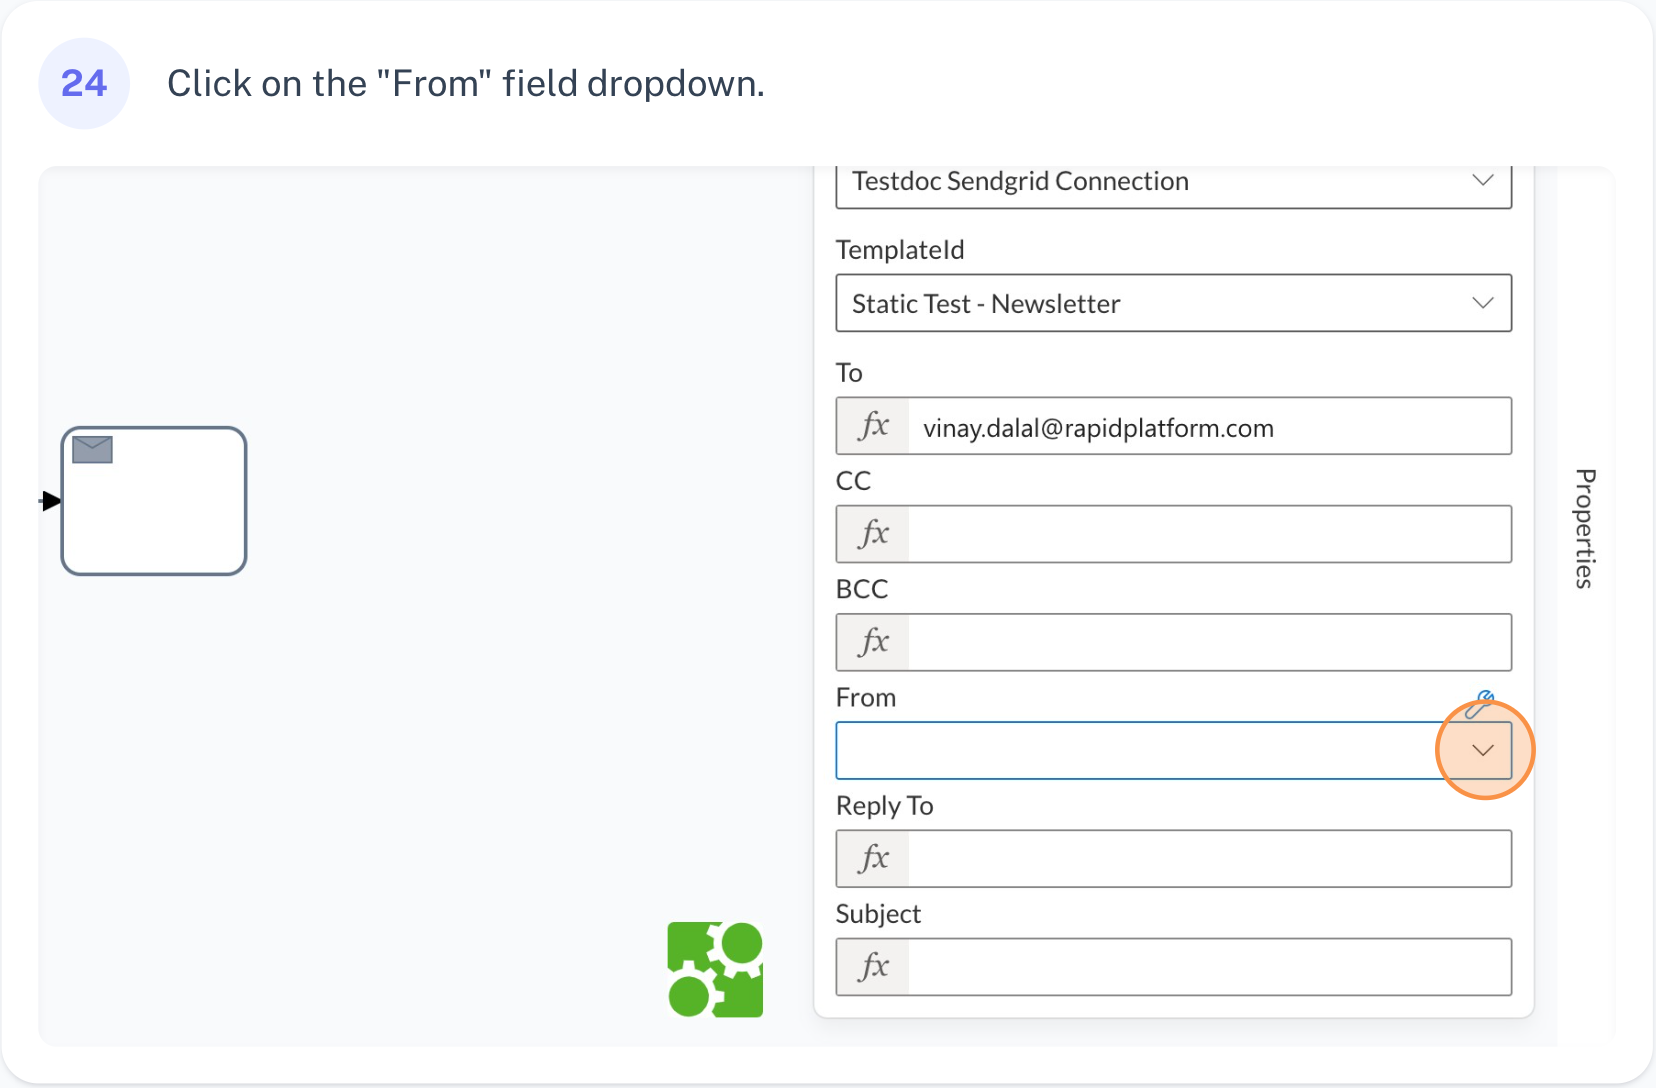 24
Click on the "From" field dropdown.
Testdoc Sendgrid Connection
TemplateId
Static Test - Newsletter
To
fx vinay.dalal@rapidplatform.com
CC
fx
BCC
fx
From
Reply To
fx
Subject
fx
Properties